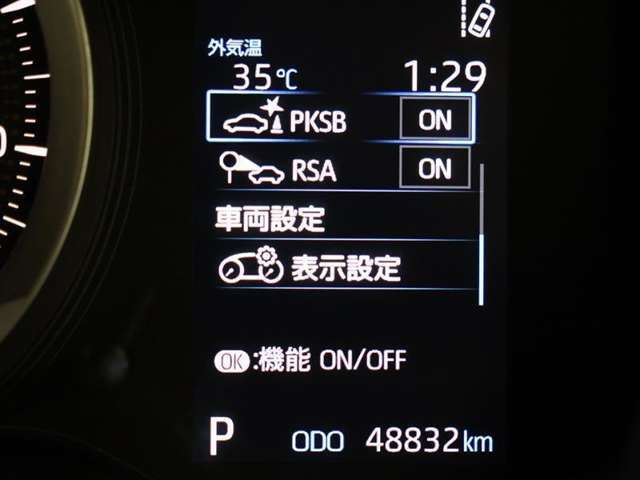 外気温
35℃ 1:29
PKSB ON
RSA ON
車両設定
表示設定
OK:機能 ON/OFF
P ODO 48832km